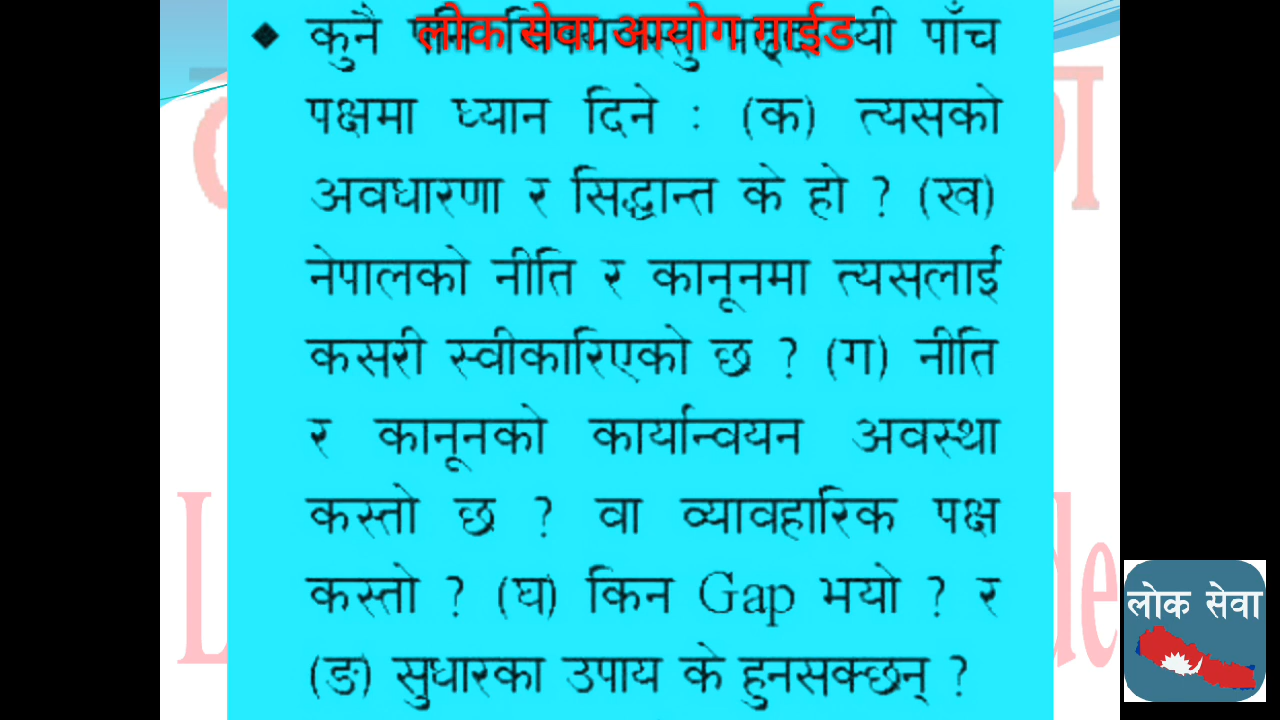 लोक सेवा आयोग गाईड
◆ कुनै यी पाँच
पक्षमा ध्यान दिने : (क) त्यसको
अवधारणा र सिद्धान्त के हो ? (ख)
नेपालको नीति र कानूनमा त्यसलाई
कसरी स्वीकारिएको छ ? (ग) नीति
र कानूनको कार्यान्वयन अवस्था
कस्तो छ ? वा व्यावहारिक पक्ष
कस्तो ? (घ) किन Gap भयो ? र
(ङ) सुधारका उपाय के हुनसक्छन् ?
लोक सेवा